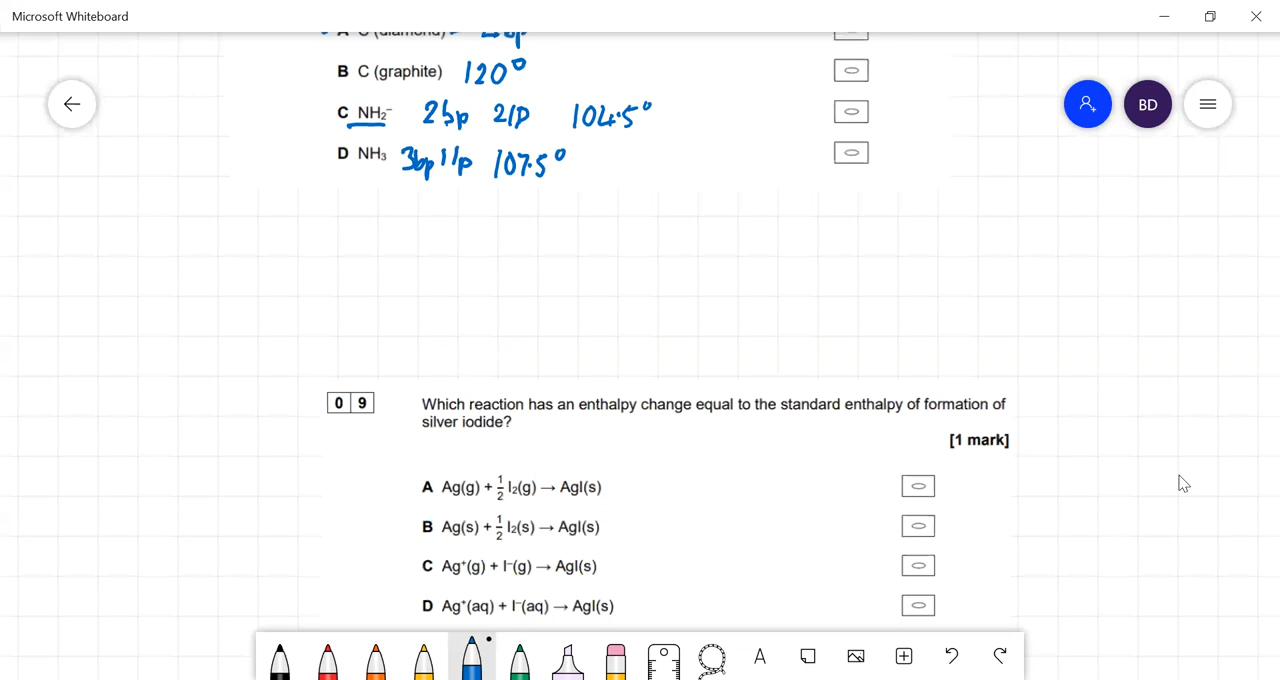 Microsoft Whiteboard
A C (diamond)
B C (graphite) 120°
C NH₂⁻ 2bp 2lp 104.5°
D NH₃ 3bp 1lp 107.5°
BD
0 9 Which reaction has an enthalpy change equal to the standard enthalpy of formation of
silver iodide?
[1 mark]
A Ag(g) + 1/2 I₂(g) → AgI(s)
B Ag(s) + 1/2 I₂(s) → AgI(s)
C Ag⁺(g) + I⁻(g) → AgI(s)
D Ag⁺(aq) + I⁻(aq) → AgI(s)
A